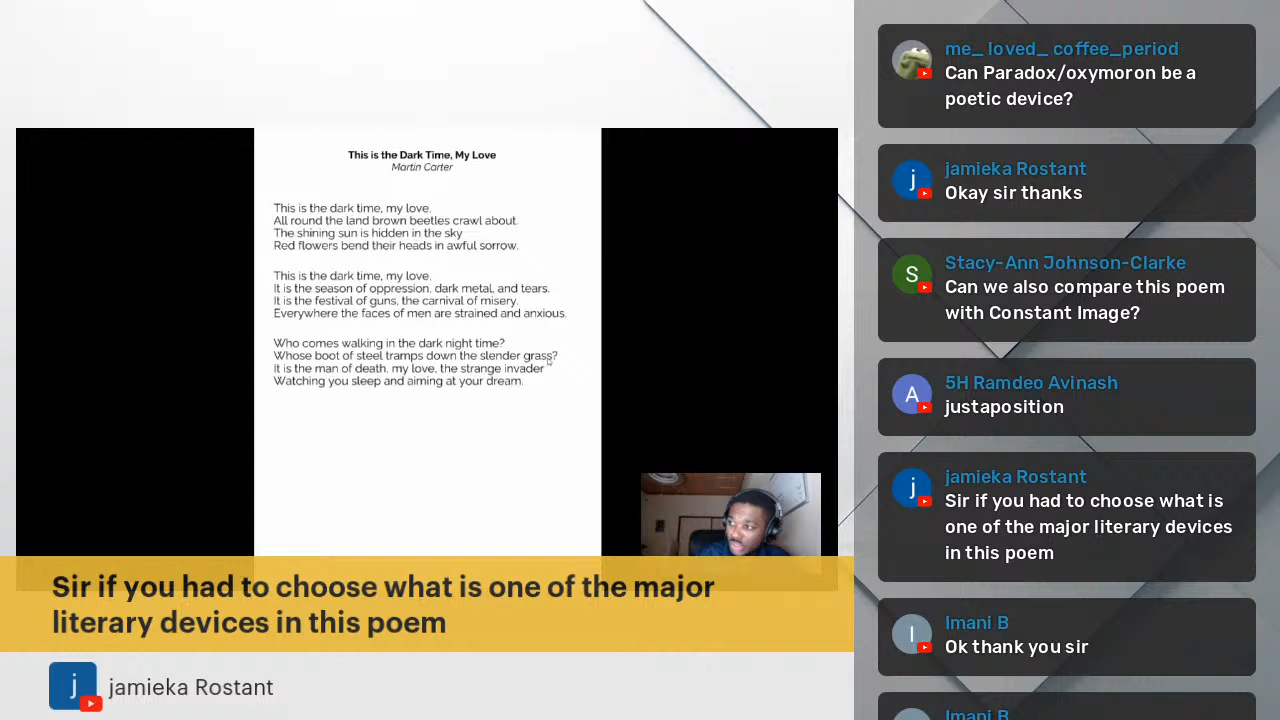 This is the Dark Time, My Love
Martin Carter
This is the dark time, my love,
All round the land brown beetles crawl about.
The shining sun is hidden in the sky
Red flowers bend their heads in awful sorrow.
This is the dark time, my love,
It is the season of oppression, dark metal, and tears.
It is the festival of guns, the carnival of misery.
Everywhere the faces of men are strained and anxious.
Who comes walking in the dark night time?
Whose boot of steel tramps down the slender grass?
It is the man of death, my love, the strange invader
Watching you sleep and aiming at your dream.
Sir if you had to choose what is one of the major
literary devices in this poem
j
jamieka Rostant
me_ loved_ coffee_period
Can Paradox/oxymoron be a
poetic device?
j
jamieka Rostant
Okay sir thanks
S
Stacy-Ann Johnson-Clarke
Can we also compare this poem
with Constant Image?
A
5H Ramdeo Avinash
justaposition
j
jamieka Rostant
Sir if you had to choose what is
one of the major literary devices
in this poem
I
Imani B
Ok thank you sir
Imani B